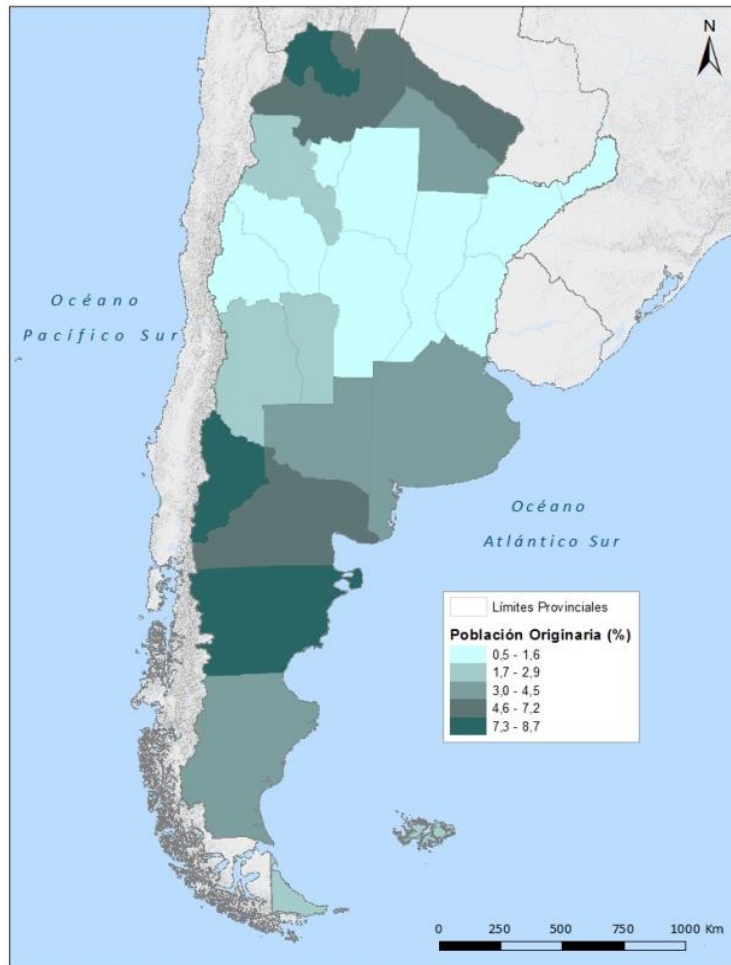 N
Océano
Pacífico Sur
Océano
Atlántico Sur
Límites Provinciales
Población Originaria (%)
0,5 - 1,6
1,7 - 2,9
3,0 - 4,5
4,6 - 7,2
7,3 - 8,7
0 250 500 750 1000 Km